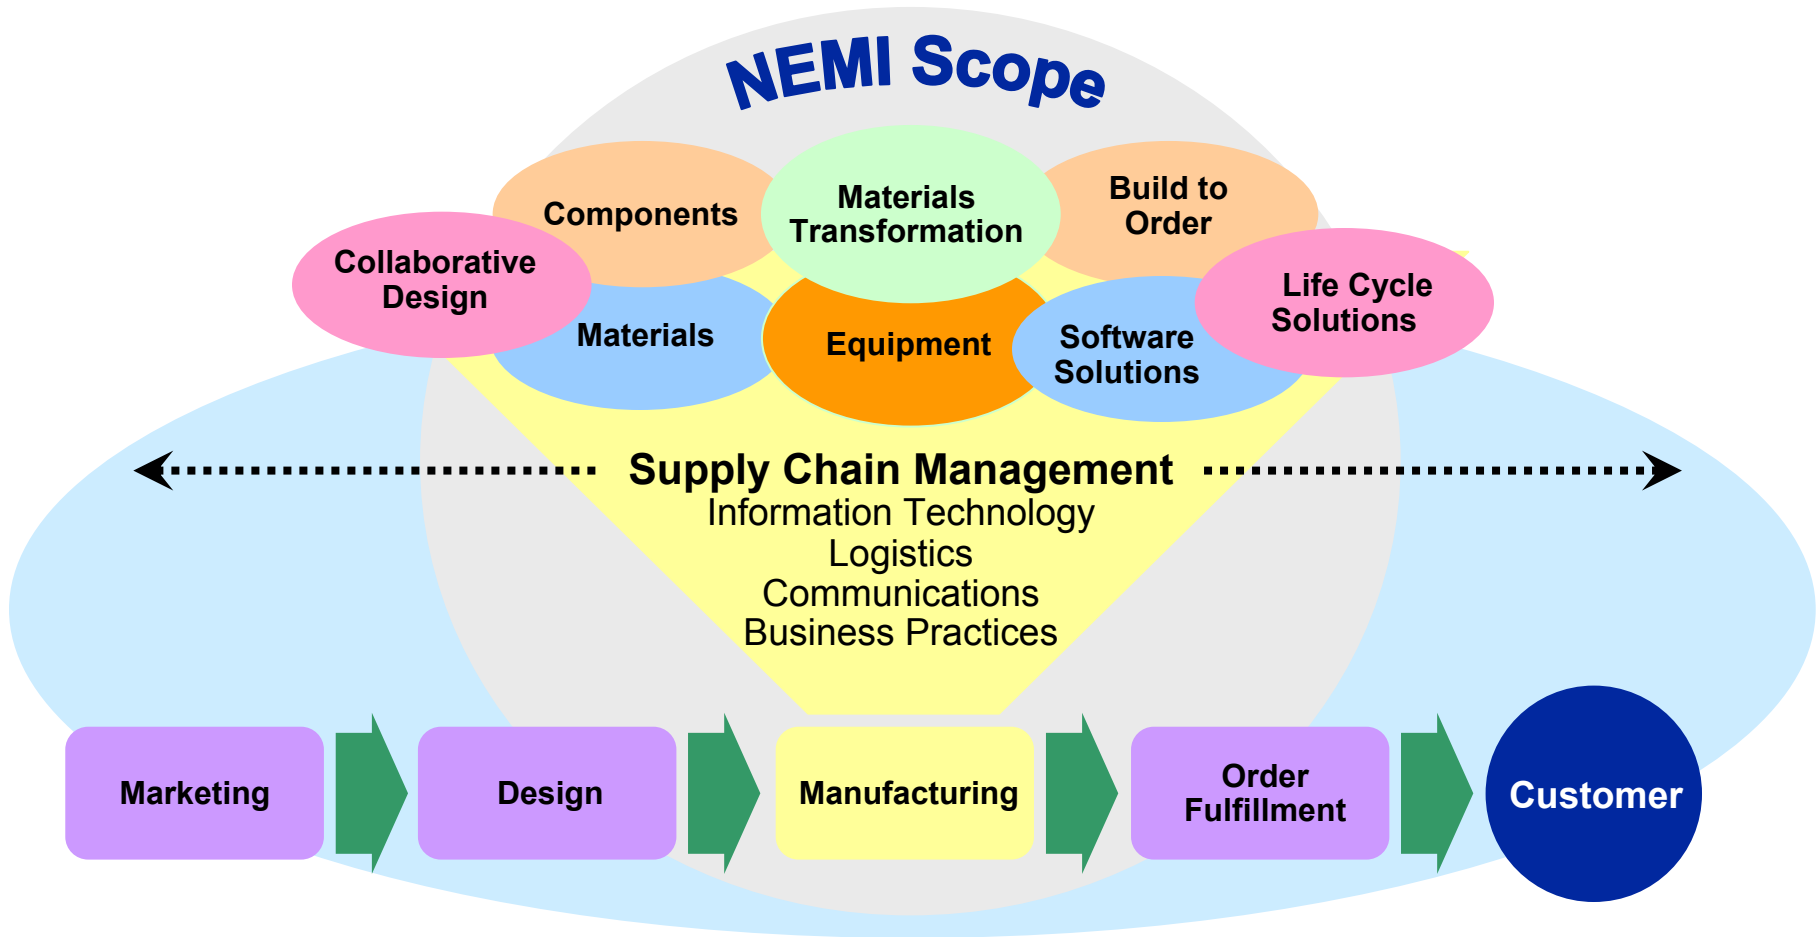 NEMI Scope
Components
Materials
Transformation
Build to
Order
Collaborative
Design
Life Cycle
Solutions
Materials
Equipment
Software
Solutions
Supply Chain Management
Information Technology
Logistics
Communications
Business Practices
Marketing
Design
Manufacturing
Order
Fulfillment
Customer